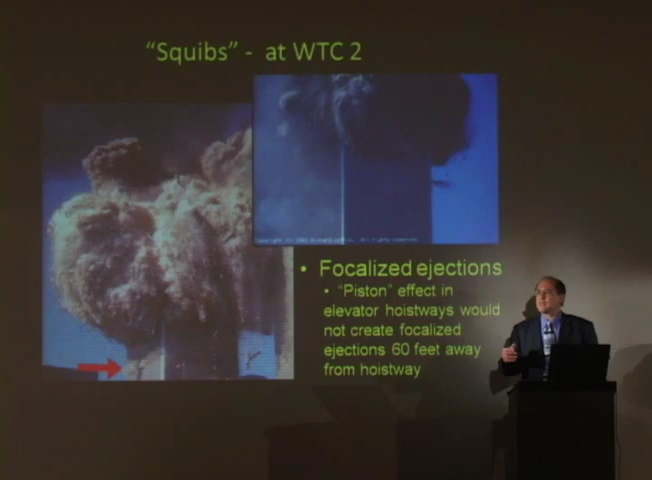 "Squibs" - at WTC 2
• Focalized ejections
• "Piston" effect in
elevator hoistways would
not create focalized
ejections 60 feet away
from hoistway